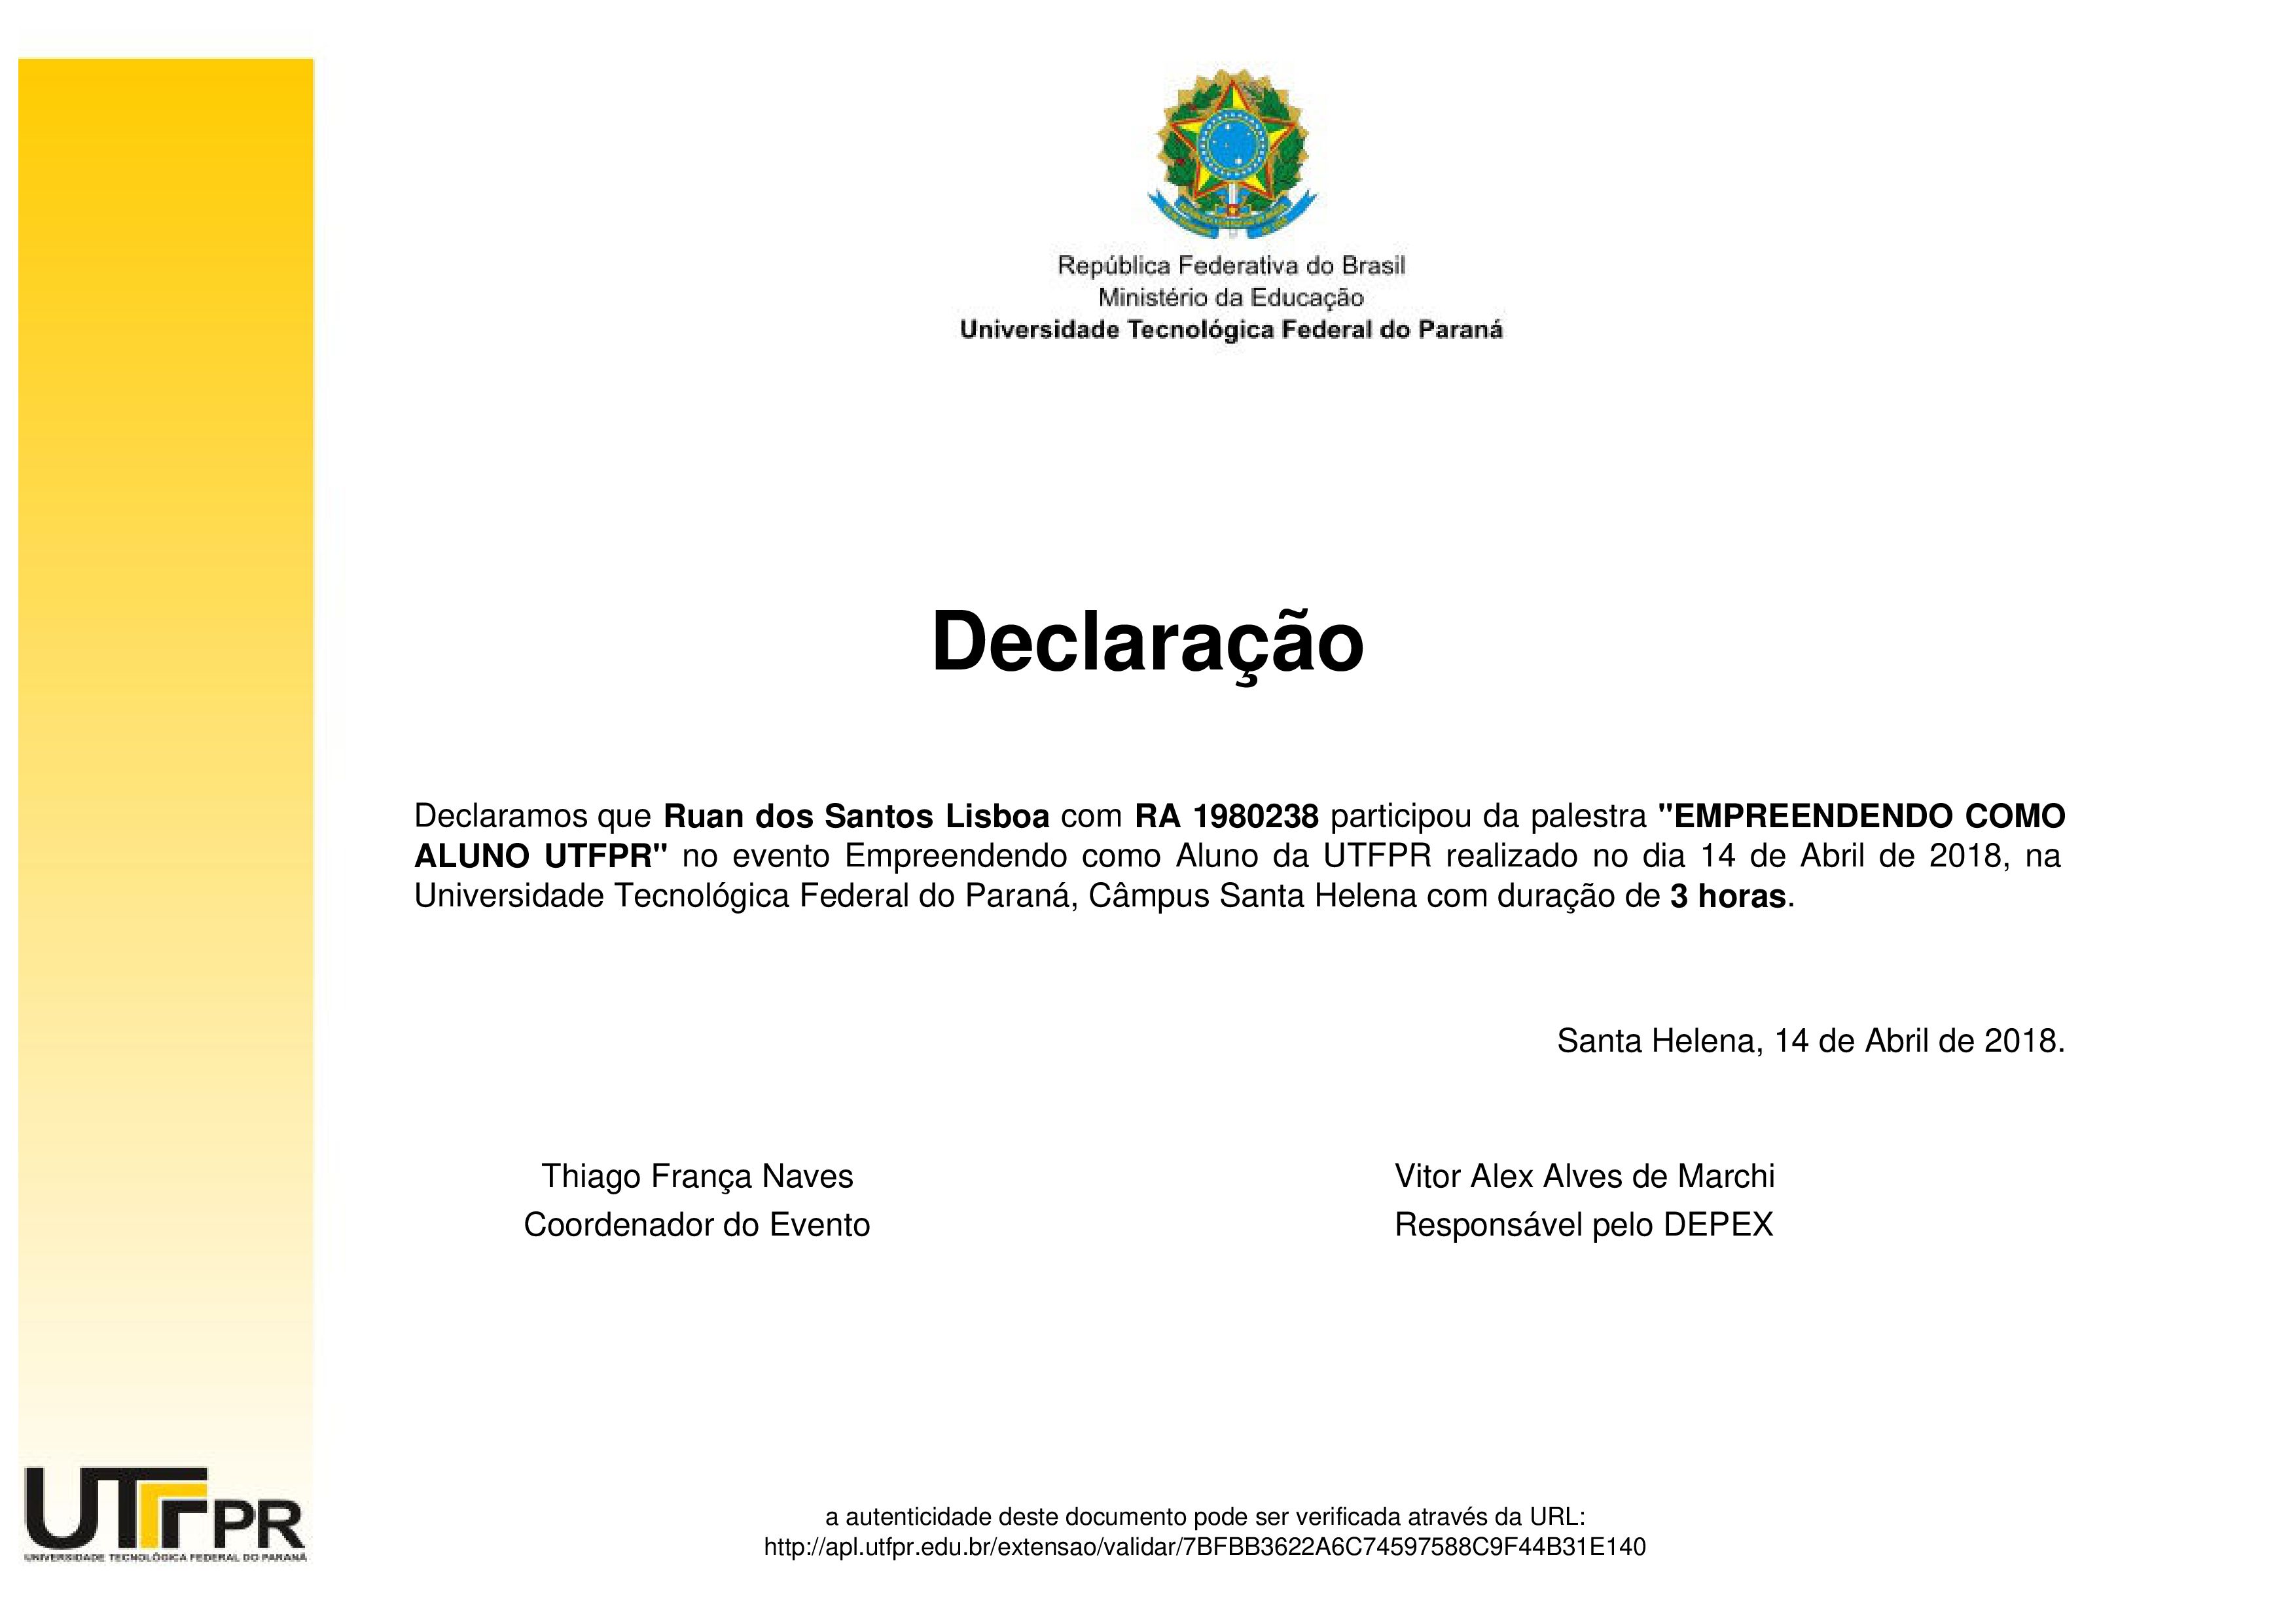 República Federativa do Brasil
Ministério da Educação
Universidade Tecnológica Federal do Paraná
Declaração
Declaramos que Ruan dos Santos Lisboa com RA 1980238 participou da palestra "EMPREENDENDO COMO
ALUNO UTFPR" no evento Empreendendo como Aluno da UTFPR realizado no dia 14 de Abril de 2018, na
Universidade Tecnológica Federal do Paraná, Câmpus Santa Helena com duração de 3 horas.
Santa Helena, 14 de Abril de 2018.
Thiago França Naves
Coordenador do Evento
Vitor Alex Alves de Marchi
Responsável pelo DEPEX
UTFPR
UNIVERSIDADE TECNOLÓGICA FEDERAL DO PARANÁ
a autenticidade deste documento pode ser verificada através da URL:
http://apl.utfpr.edu.br/extensao/validar/7BFBB3622A6C74597588C9F44B31E140